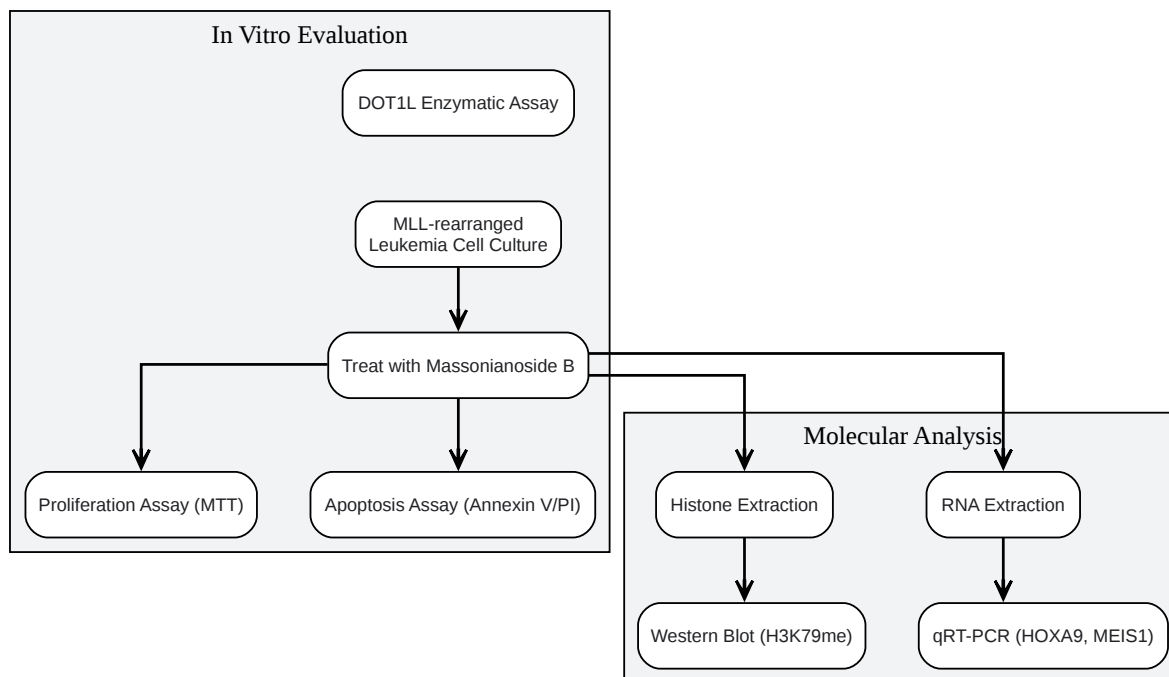 In Vitro Evaluation
DOT1L Enzymatic Assay
MLL-rearranged
Leukemia Cell Culture
Treat with Massonianoside B
Proliferation Assay (MTT)
Apoptosis Assay (Annexin V/PI)
Molecular Analysis
Histone Extraction
RNA Extraction
Western Blot (H3K79me)
qRT-PCR (HOXA9, MEIS1)